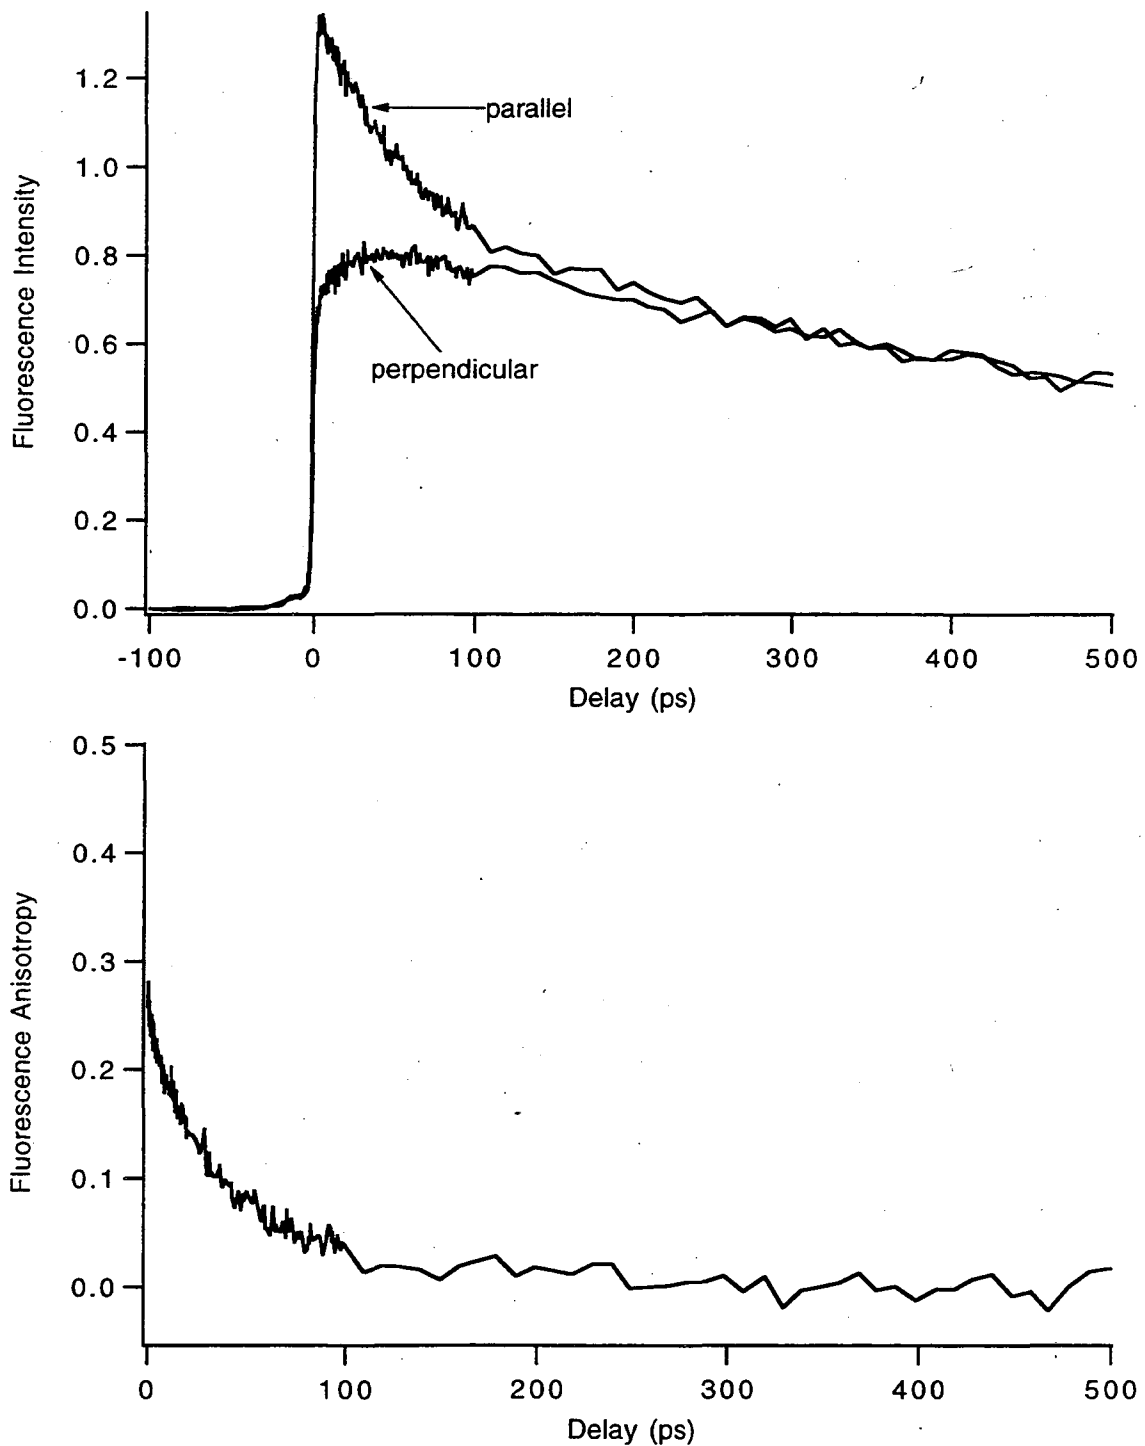 1.2
1.0
0.8
0.6
0.4
0.2
0.0
Fluorescence Intensity
parallel
perpendicular
-100 0 100 200 300 400 500
Delay (ps)
0.5
0.4
0.3
0.2
0.1
0.0
Fluorescence Anisotropy
0 100 200 300 400 500
Delay (ps)